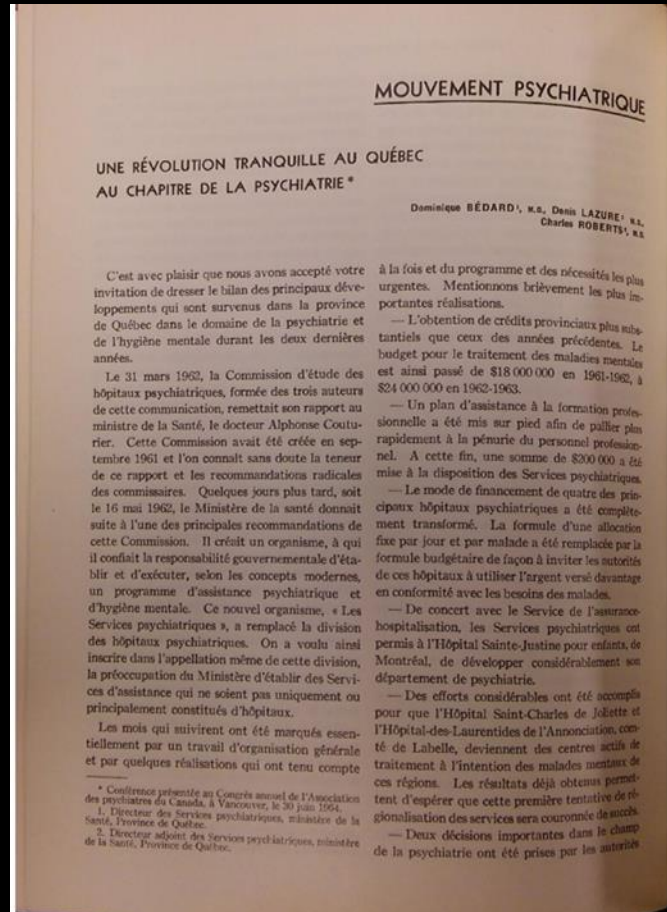 MOUVEMENT PSYCHIATRIQUE
UNE RÉVOLUTION TRANQUILLE AU QUÉBEC
AU CHAPITRE DE LA PSYCHIATRIE*
Dominique BÉDARD¹, M.D., Denis LAZURE² M.D.,
Charles ROBERTS², M.D.
C'est avec plaisir que nous avons accepté votre
invitation de dresser le bilan des principaux déve-
loppements qui sont survenus dans la province
de Québec dans le domaine de la psychiatrie et
de l'hygiène mentale durant les deux dernières
années.
Le 31 mars 1962, la Commission d'étude des
hôpitaux psychiatriques, formée des trois auteurs
de cette communication, remettait son rapport au
ministre de la Santé, le docteur Alphonse Coutu-
rier. Cette Commission avait été créée en sep-
tembre 1961 et l'on connaît sans doute la teneur
de ce rapport et les recommandations radicales
des commissaires. Quelques jours plus tard, soit
le 16 mai 1962, le Ministère de la santé donnait
suite à l'une des principales recommandations de
cette Commission. Il créait un organisme, à qui
il confiait la responsabilité gouvernementale d'éta-
blir et d'exécuter, selon les concepts modernes,
un programme d'assistance psychiatrique et
d'hygiène mentale. Ce nouvel organisme, « Les
Services psychiatriques », a remplacé la division
des hôpitaux psychiatriques. On a voulu ainsi
inscrire dans l'appellation même de cette division,
la préoccupation du Ministère d'établir des Servi-
ces d'assistance qui ne soient pas uniquement ou
principalement constitués d'hôpitaux.
Les mois qui suivirent ont été marqués essen-
tiellement par un travail d'organisation générale
et par quelques réalisations qui ont tenu compte
* Conférence présentée au Congrès annuel de l'Association
des psychiatres du Canada, à Vancouver, le 30 juin 1964.
1. Directeur des Services psychiatriques, ministère de la
Santé, Province de Québec.
2. Directeur adjoint des Services psychiatriques, ministère
de la Santé, Province de Québec.
à la fois et du programme et des nécessités les plus
urgentes. Mentionnons brièvement les plus im-
portantes réalisations.
— L'obtention de crédits provinciaux plus subs-
tantiels que ceux des années précédentes. Le
budget pour le traitement des maladies mentales
est ainsi passé de $18 000 000 en 1961-1962, à
$24 000 000 en 1962-1963.
— Un plan d'assistance à la formation profes-
sionnelle a été mis sur pied afin de pallier plus
rapidement à la pénurie du personnel profession-
nel. A cette fin, une somme de $200 000 a été
mise à la disposition des Services psychiatriques.
— Le mode de financement de quatre des prin-
cipaux hôpitaux psychiatriques a été complète-
ment transformé. La formule d'une allocation
fixe par jour et par malade a été remplacée par la
formule budgétaire de façon à inviter les autorités
de ces hôpitaux à utiliser l'argent versé davantage
en conformité avec les besoins des malades.
— De concert avec le Service de l'assurance-
hospitalisation, les Services psychiatriques ont
permis à l'Hôpital Sainte-Justine pour enfants, de
Montréal, de développer considérablement son
département de psychiatrie.
— Des efforts considérables ont été accomplis
pour que l'Hôpital Saint-Charles de Joliette et
l'Hôpital-des-Laurentides de l'Annonciation, com-
té de Labelle, deviennent des centres actifs de
traitement à l'intention des malades mentaux de
ces régions. Les résultats déjà obtenus permet-
tent d'espérer que cette première tentative de ré-
gionalisation des services sera couronnée de succès.
— Deux décisions importantes dans le champ
de la psychiatrie ont été prises par les autorités